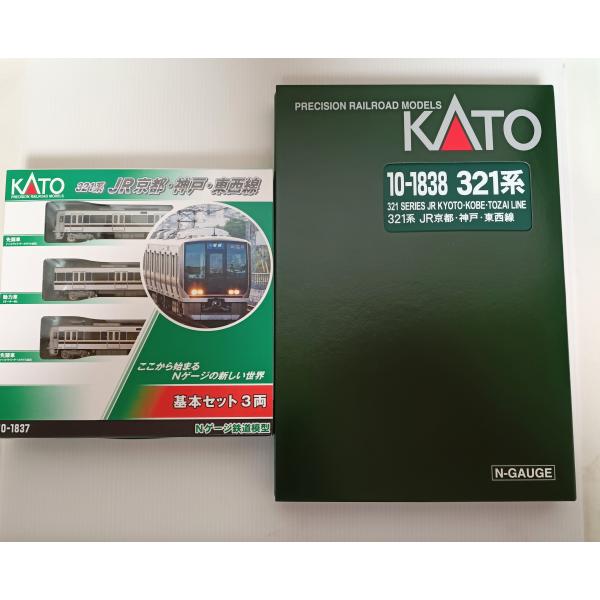 KATO
PRECISION RAILROAD MODELS
321系 JR京都・神戸・東西線
先頭車
動力車
先頭車
ここから始まる
Nゲージの新しい世界
基本セット3両
10-1837
Nゲージ鉄道模型
PRECISION RAILROAD MODELS
KATO
10-1838 321系
321 SERIES JR KYOTO・KOBE・TOZAI LINE
321系 JR京都・神戸・東西線
N-GAUGE